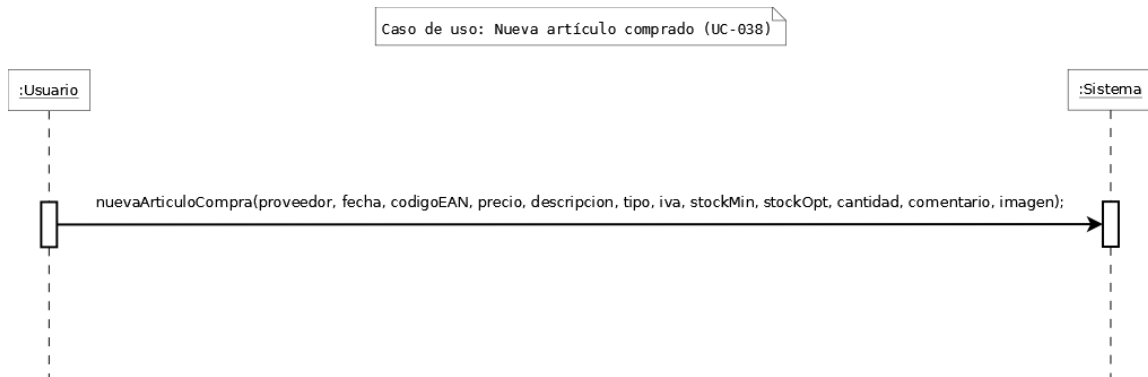 Caso de uso: Nueva artículo comprado (UC-038)
:Usuario
:Sistema
nuevaArticuloCompra(proveedor, fecha, codigoEAN, precio, descripcion, tipo, iva, stockMin, stockOpt, cantidad, comentario, imagen);